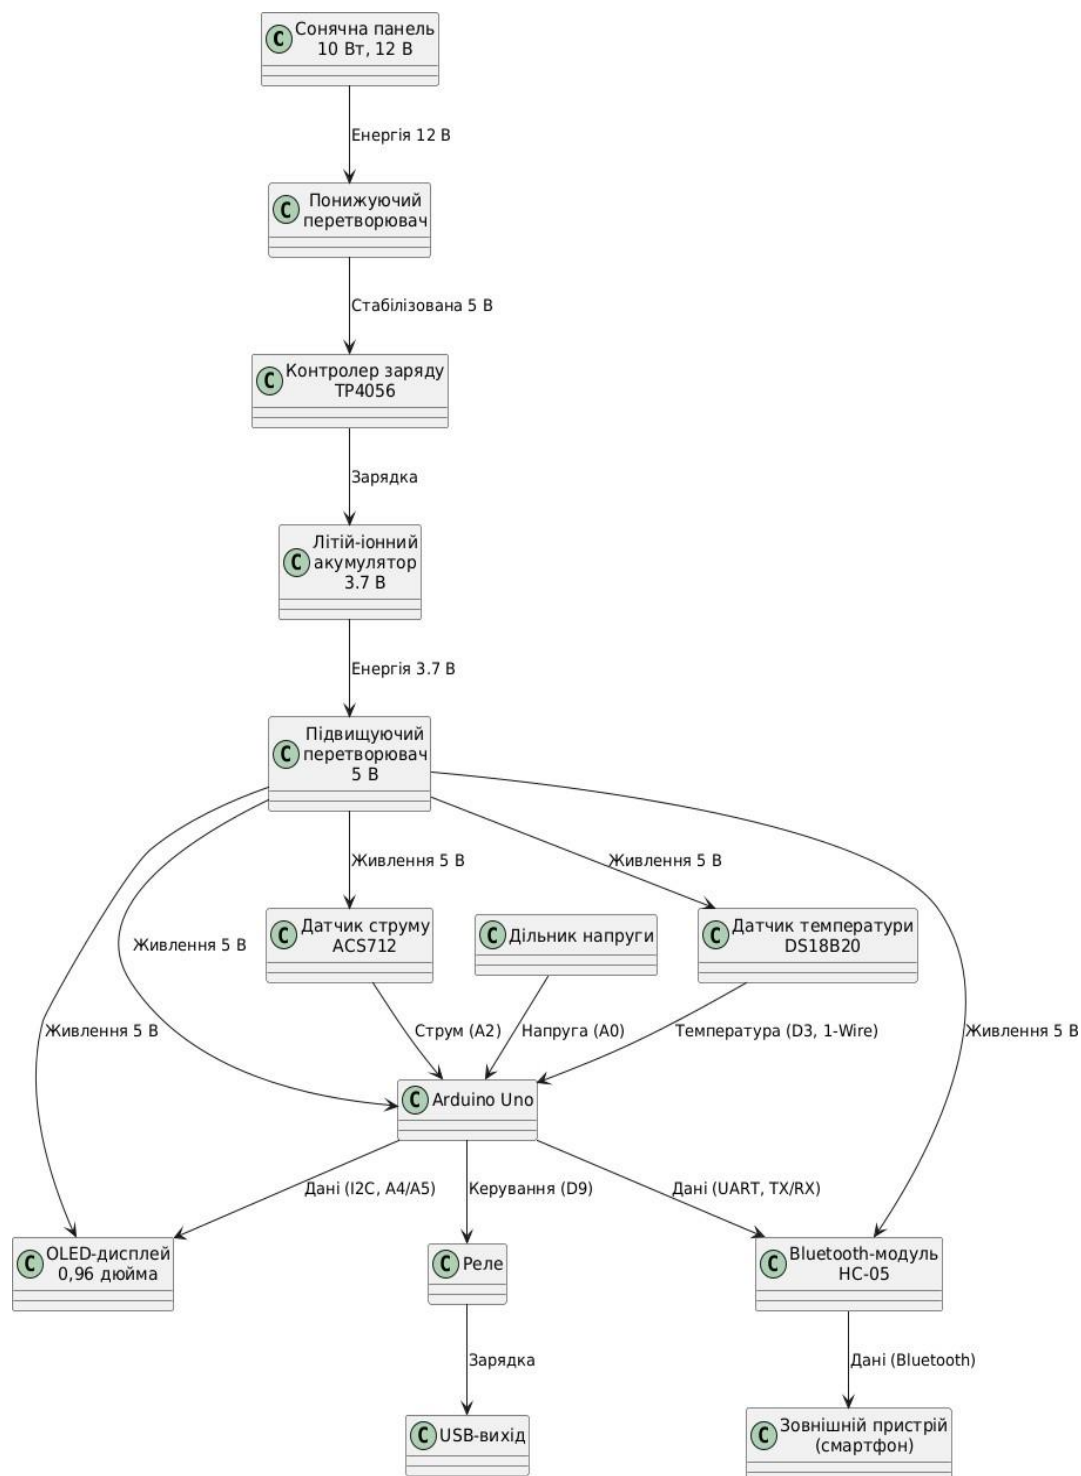 C
Сонячна панель
10 Вт, 12 В
Енергія 12 В
C
Понижуючий
перетворювач
Стабілізована 5 В
C
Контролер заряду
TP4056
Зарядка
C
Літій-іонний
акумулятор
3.7 В
Енергія 3.7 В
C
Підвищуючий
перетворювач
5 В
Живлення 5 В
Живлення 5 В
C
Датчик струму
ACS712
C
Дільник напруги
C
Датчик температури
DS18B20
Живлення 5 В
Живлення 5 В
Струм (A2)
Напруга (A0)
Температура (D3, 1-Wire)
Живлення 5 В
C
Arduino Uno
Дані (I2C, A4/A5)
Керування (D9)
Дані (UART, TX/RX)
C
OLED-дисплей
0,96 дюйма
C
Реле
C
Bluetooth-модуль
HC-05
Зарядка
Дані (Bluetooth)
C
USB-вихід
C
Зовнішній пристрій
(смартфон)